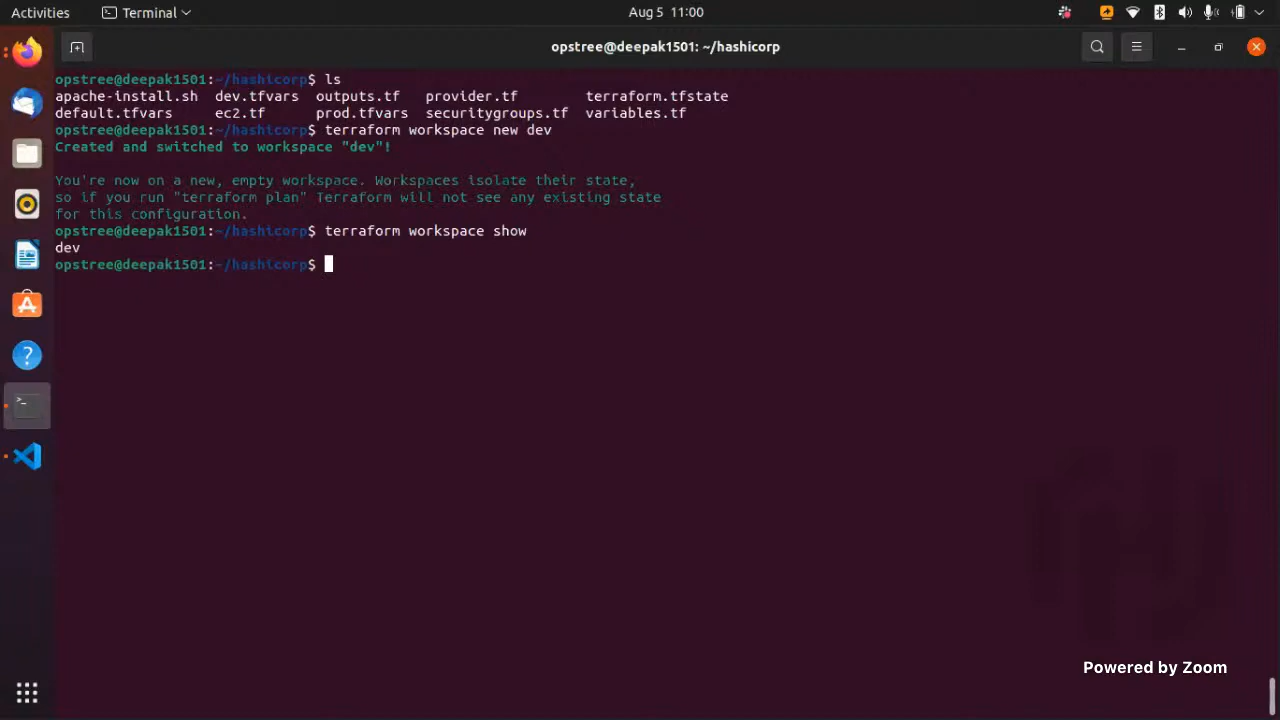 Activities Terminal Aug 5 11:00
opstree@deepak1501: ~/hashicorp
opstree@deepak1501:~/hashicorp$ ls
apache-install.sh dev.tfvars outputs.tf provider.tf terraform.tfstate
default.tfvars ec2.tf prod.tfvars securitygroups.tf variables.tf
opstree@deepak1501:~/hashicorp$ terraform workspace new dev
Created and switched to workspace "dev"!
You're now on a new, empty workspace. Workspaces isolate their state,
so if you run "terraform plan" Terraform will not see any existing state
for this configuration.
opstree@deepak1501:~/hashicorp$ terraform workspace show
dev
opstree@deepak1501:~/hashicorp$
Powered by Zoom